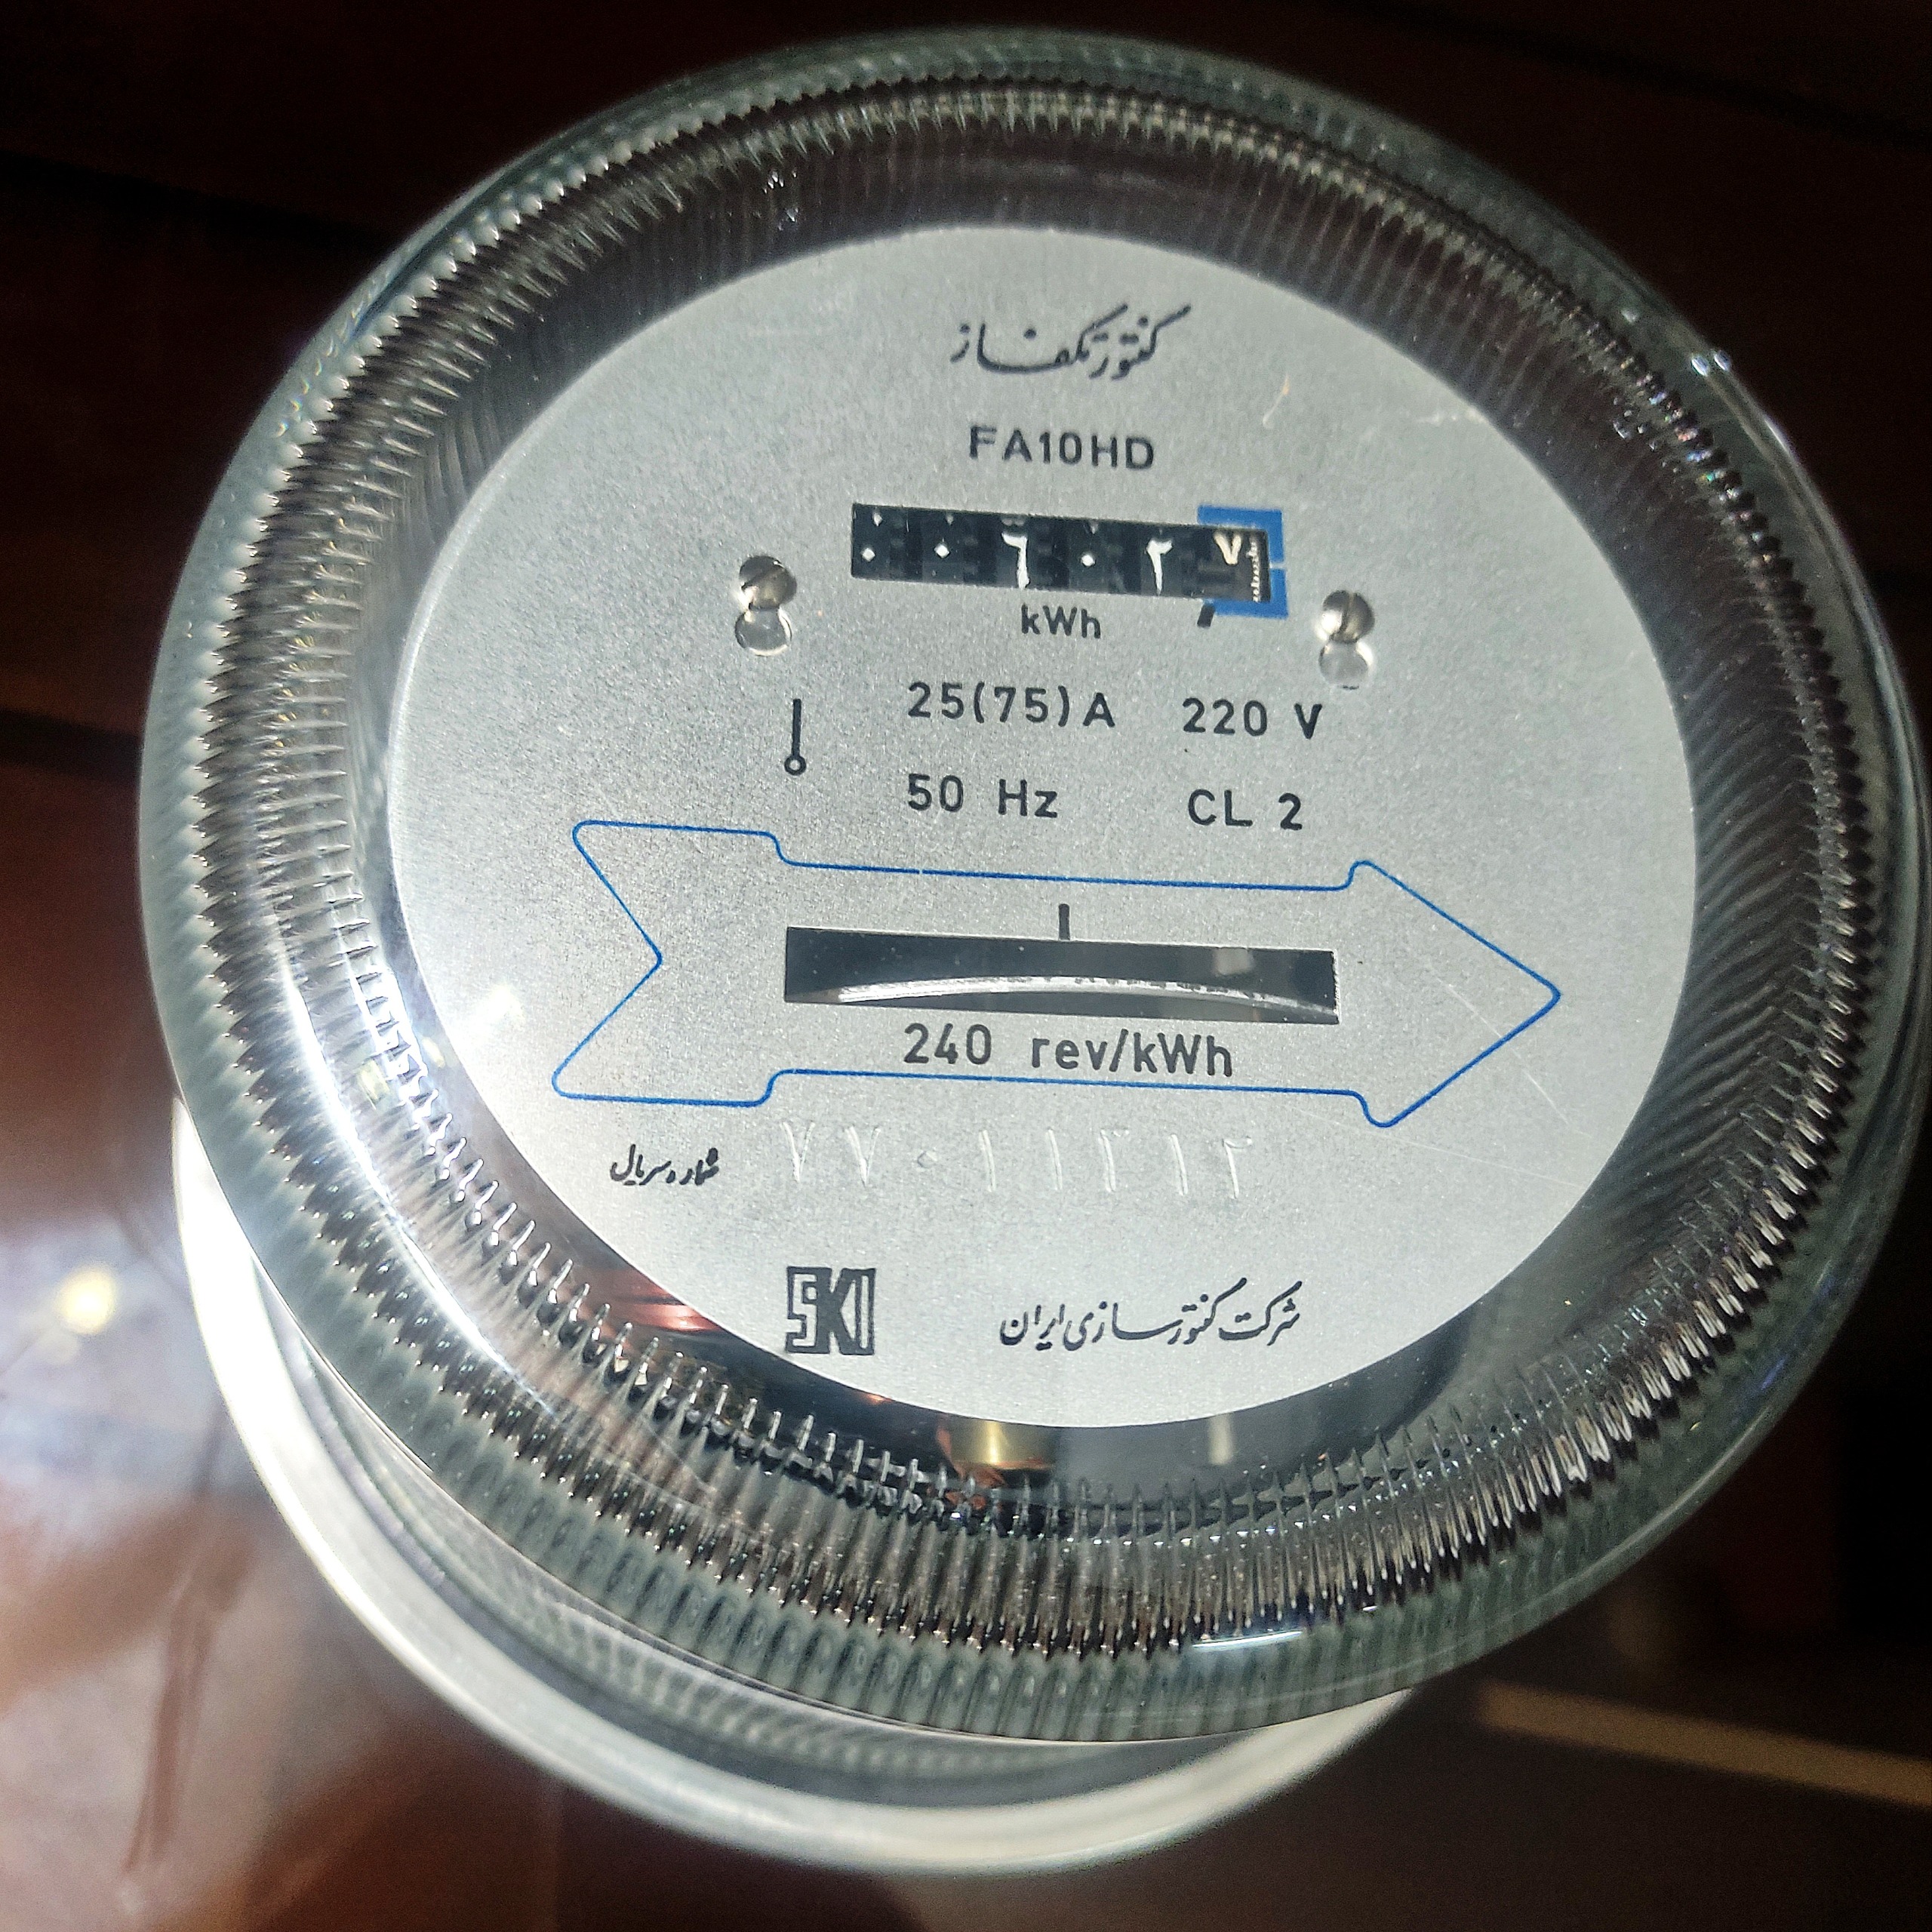 کنتور تکفاز
FA10HD
۰۰۶۰۲۷
kWh
25(75)A 220 V
50 Hz CL 2
240 rev/kWh
شماره سریال ۷۷۰۱۱۳۱۲
SKI شرکت کنتورسازی ایران